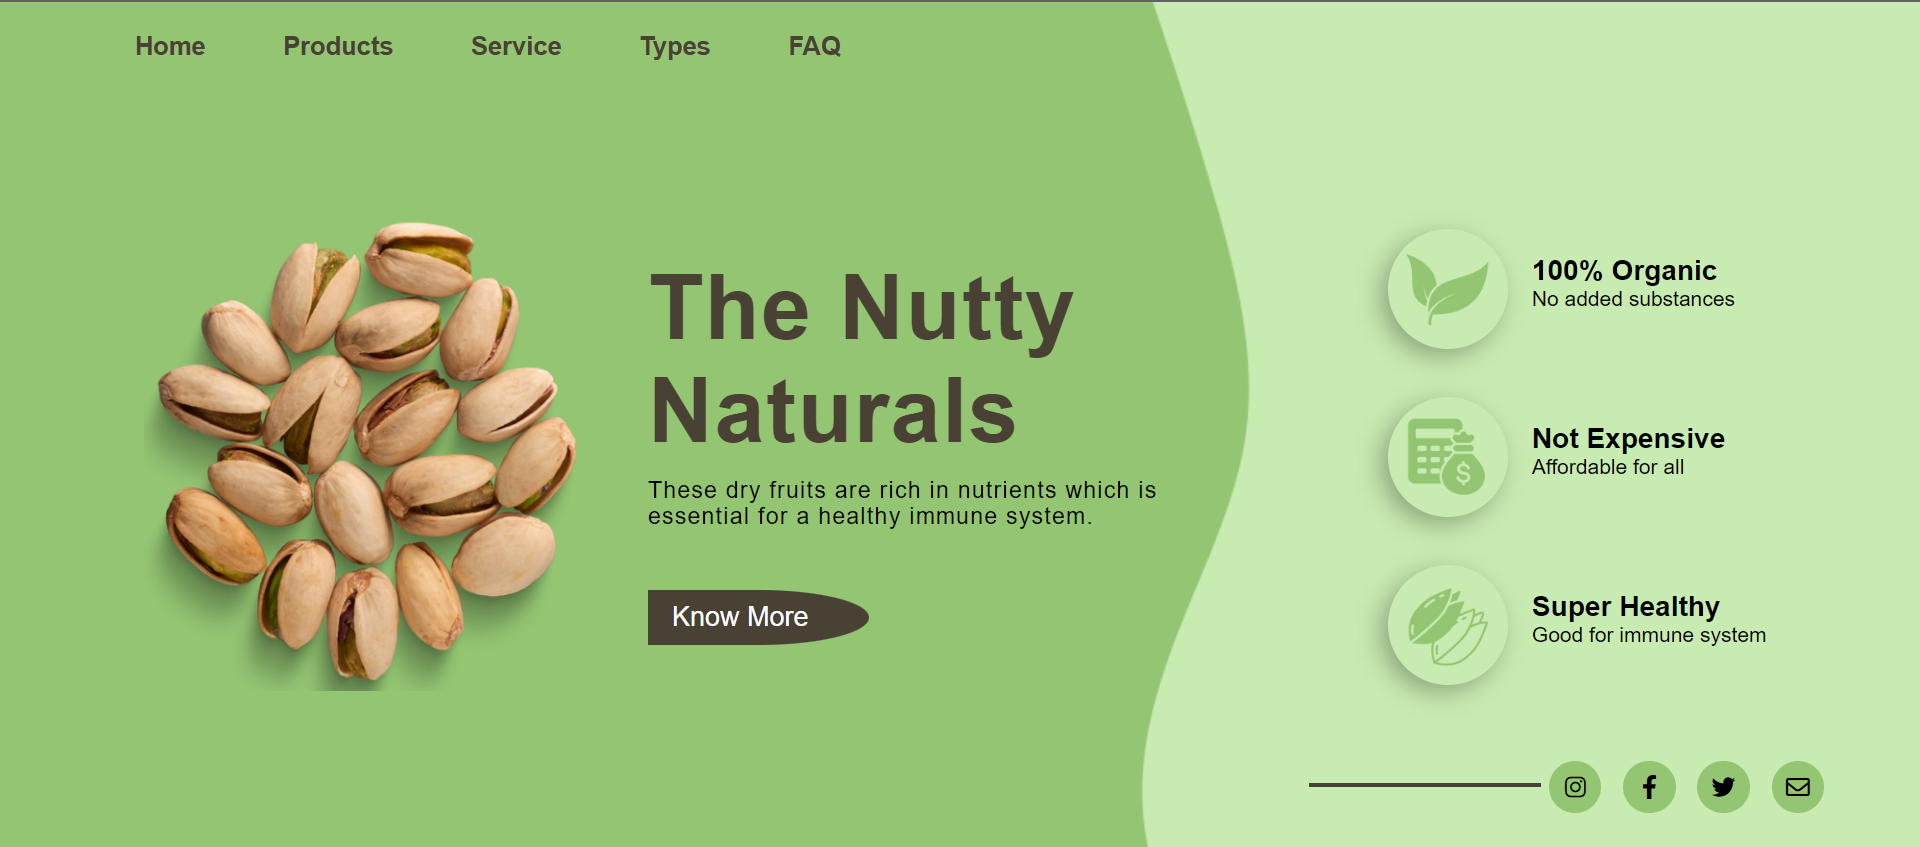 Home Products Service Types FAQ
The Nutty
Naturals
These dry fruits are rich in nutrients which is
essential for a healthy immune system.
Know More
100% Organic
No added substances
Not Expensive
Affordable for all
$
Super Healthy
Good for immune system